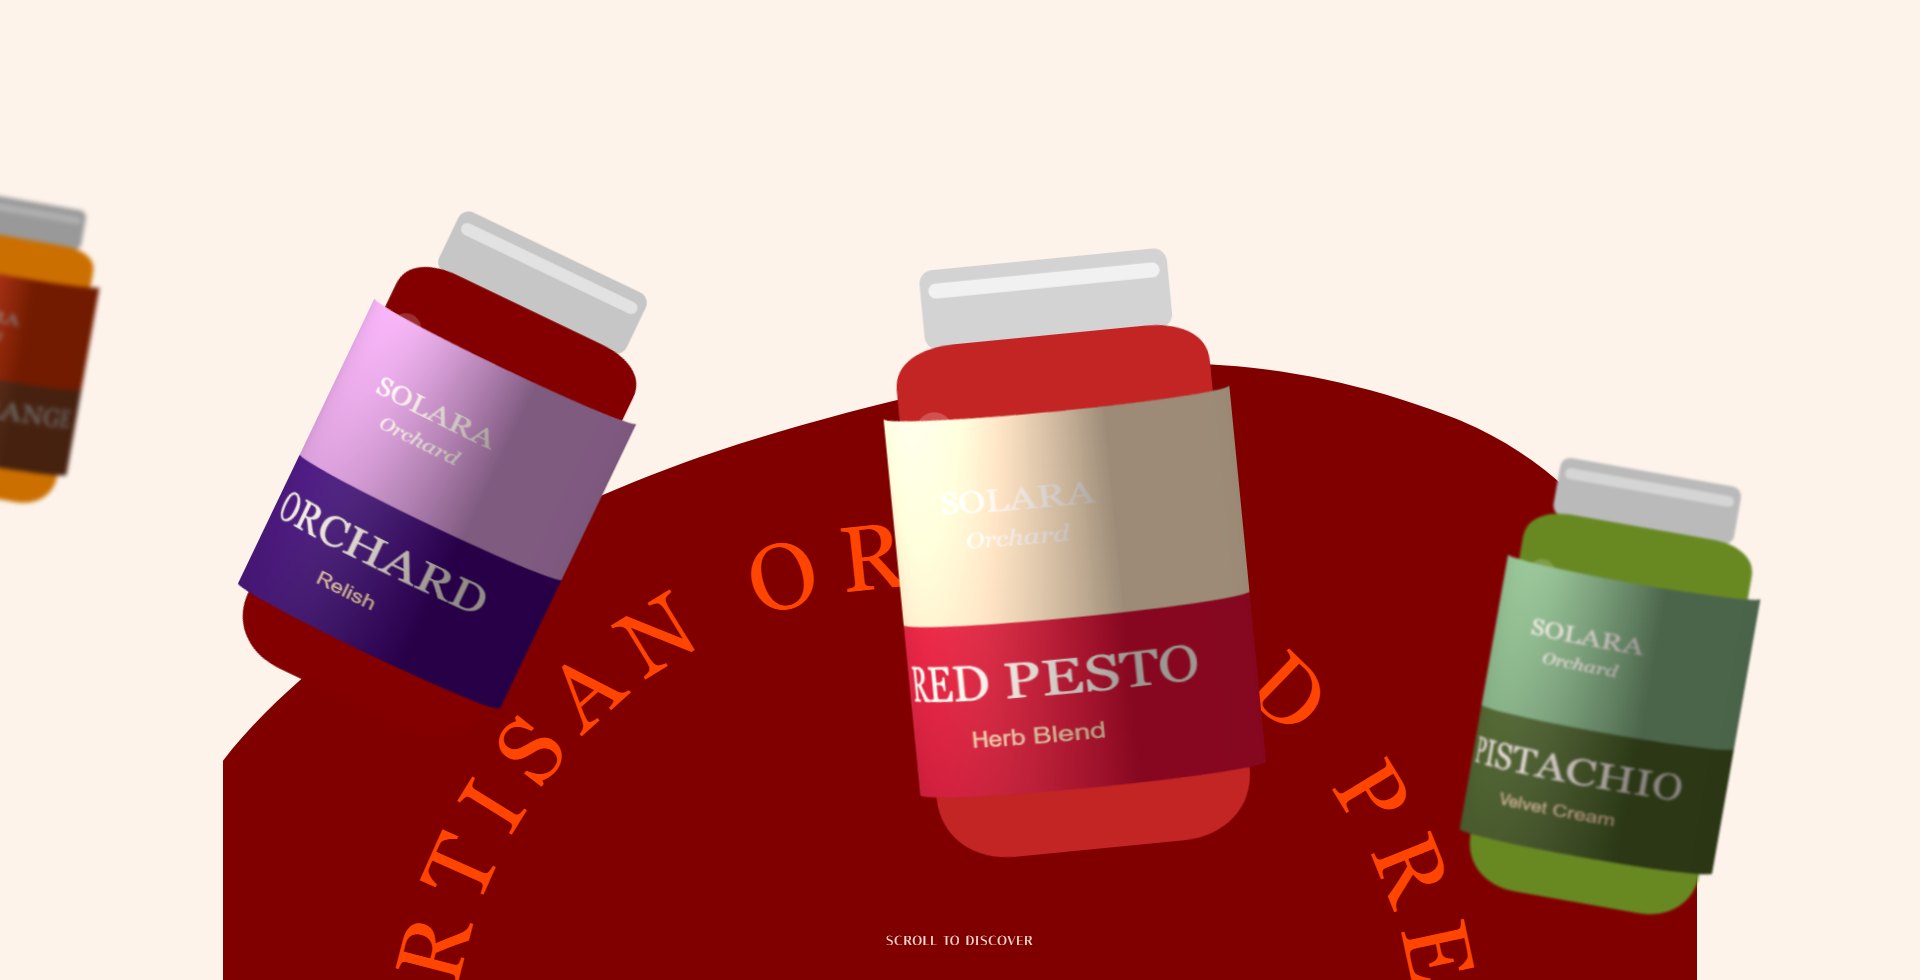 SOLARA
Orchard
ORCHARD
Relish
SOLARA
Orchard
RED PESTO
Herb Blend
SOLARA
Orchard
PISTACHIO
Velvet Cream
RTISAN OR D PRE
SCROLL TO DISCOVER